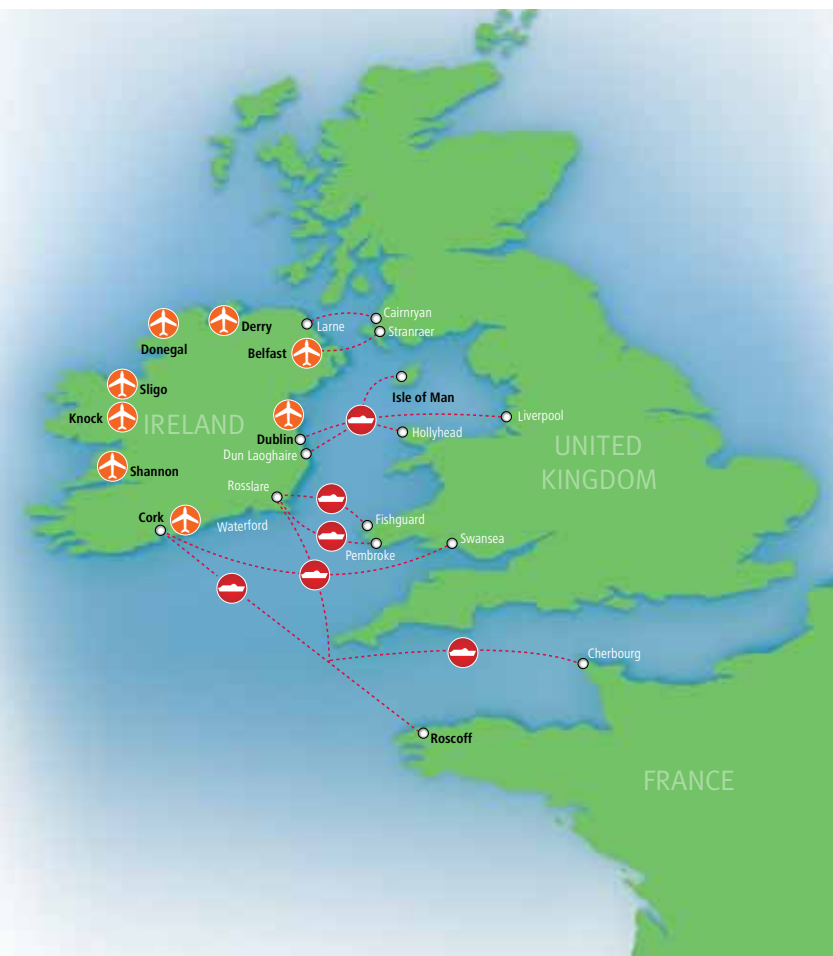 Cairnryan
Larne
Derry
Stranraer
Donegal
Belfast
Sligo
Isle of Man
Knock
IRELAND
Liverpool
Dublin
Hollyhead
Dun Laoghaire
UNITED
KINGDOM
Shannon
Rosslare
Cork
Waterford
Fishguard
Swansea
Pembroke
Cherbourg
Roscoff
FRANCE